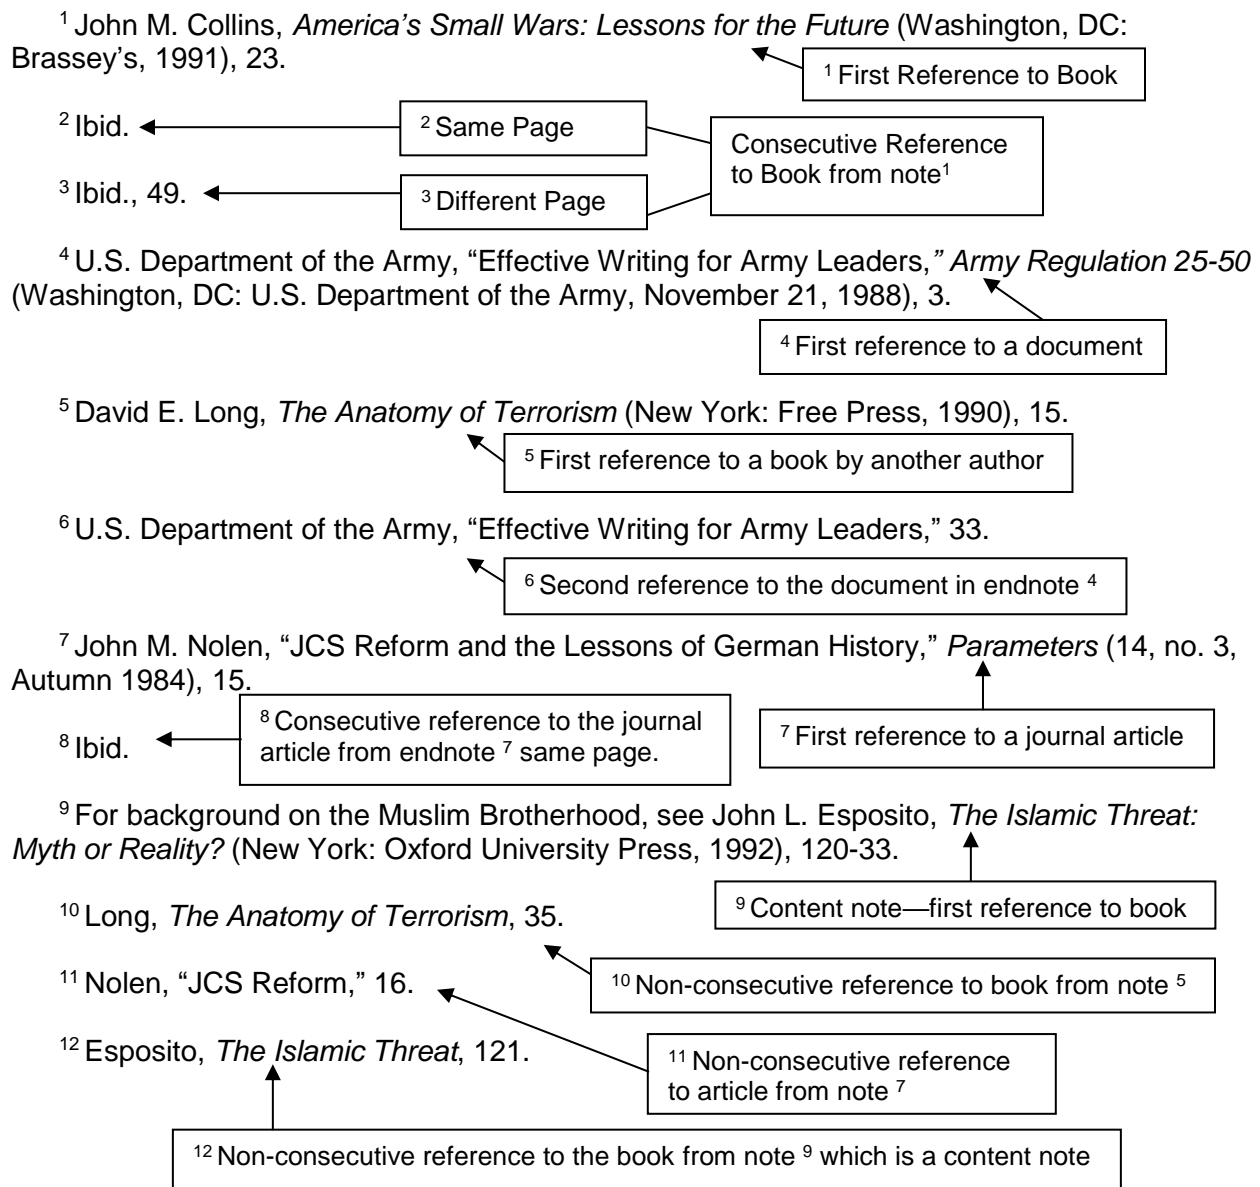 ¹ John M. Collins, America's Small Wars: Lessons for the Future (Washington, DC:
Brassey's, 1991), 23.
¹ First Reference to Book
² Ibid.
² Same Page
Consecutive Reference
to Book from note¹
³ Ibid., 49.
³ Different Page
⁴ U.S. Department of the Army, “Effective Writing for Army Leaders,” Army Regulation 25-50
(Washington, DC: U.S. Department of the Army, November 21, 1988), 3.
⁴ First reference to a document
⁵ David E. Long, The Anatomy of Terrorism (New York: Free Press, 1990), 15.
⁵ First reference to a book by another author
⁶ U.S. Department of the Army, “Effective Writing for Army Leaders,” 33.
⁶ Second reference to the document in endnote ⁴
⁷ John M. Nolen, “JCS Reform and the Lessons of German History,” Parameters (14, no. 3,
Autumn 1984), 15.
⁷ First reference to a journal article
⁸ Ibid.
⁸ Consecutive reference to the journal
article from endnote ⁷ same page.
⁹ For background on the Muslim Brotherhood, see John L. Esposito, The Islamic Threat:
Myth or Reality? (New York: Oxford University Press, 1992), 120-33.
⁹ Content note—first reference to book
¹⁰ Long, The Anatomy of Terrorism, 35.
¹⁰ Non-consecutive reference to book from note ⁵
¹¹ Nolen, “JCS Reform,” 16.
¹¹ Non-consecutive reference
to article from note ⁷
¹² Esposito, The Islamic Threat, 121.
¹² Non-consecutive reference to the book from note ⁹ which is a content note